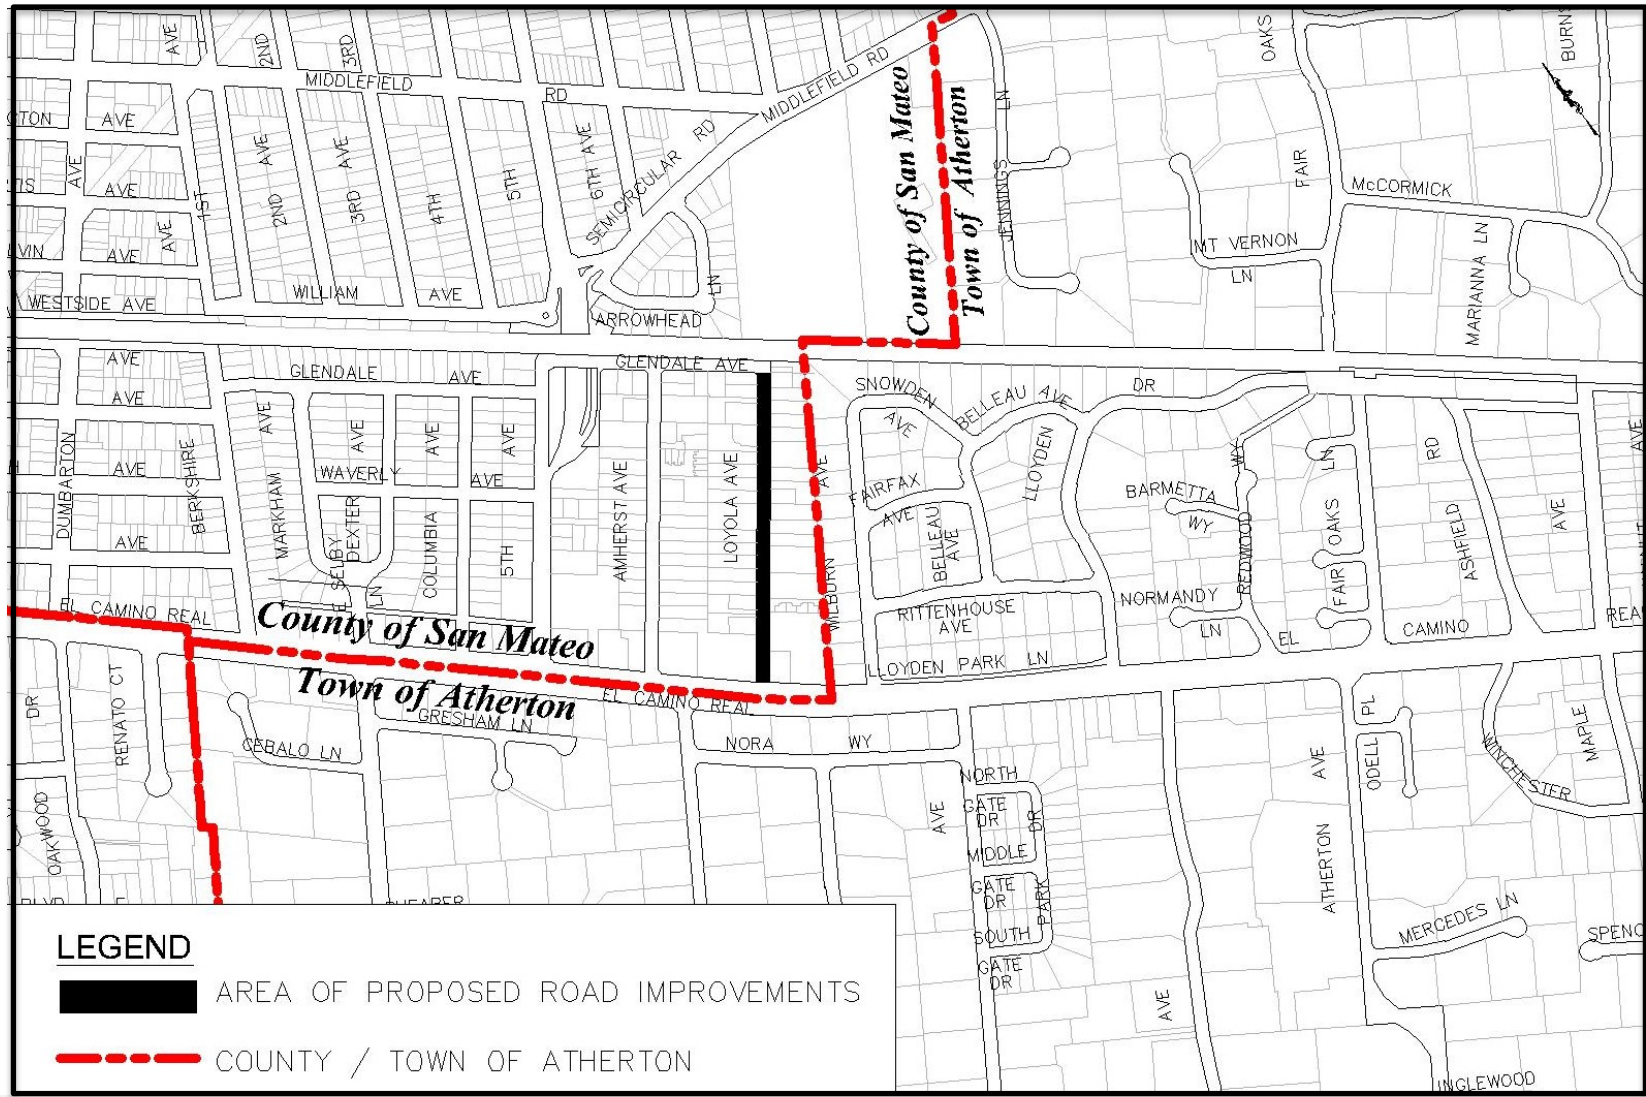 AVE
2ND
3RD
OAKS
BURNS
MIDDLEFIELD
RD
MIDDLEFIELD RD
County of San Mateo
Town of Atherton
JENNINGS
LN
AVE
AVE
1ST
2ND AVE
3RD AVE
4TH
5TH
6TH AVE
SEMICIRCULAR RD
FAIR
McCORMICK
AVE
AVE
AVE
MT VERNON
LN
MARIANNA LN
WILLIAM
AVE
WESTSIDE AVE
ARROWHEAD
LN
AVE
GLENDALE
AVE
GLENDALE AVE
AVE
SNOWDEN
AVE
BELLEAU AVE
DR
DUMBARTON
AVE
BERKSHIRE
MARKHAM
AVE
WAVERLY
AVE
DEXTER
AVE
SELBY
LN
COLUMBIA
AVE
5TH
AVE
AMHERST AVE
LOYOLA AVE
WILBURN
AVE
FAIRFAX
AVE
BELLEAU
AVE
LLOYDEN
BARMETTA
WY
REDWOOD
WY
FAIR
OAKS
LN
ASHFIELD
RD
AVE
AVE
AVE
EL CAMINO REAL
RITTENHOUSE
AVE
NORMANDY
LN
EL
CAMINO
REAL
LLOYDEN PARK LN
County of San Mateo
Town of Atherton
EL CAMINO REAL
DR
RENATO CT
CEBALO LN
GRESHAM LN
NORA
WY
OAKWOOD
AVE
NORTH
GATE
DR
MIDDLE
GATE
DR
SOUTH
GATE
DR
PARK
DR
ATHERTON
AVE
ODELL
PL
WINCHESTER
MAPLE
MERCEDES LN
SPENC
AVE
INGLEWOOD
LEGEND
AREA OF PROPOSED ROAD IMPROVEMENTS
COUNTY / TOWN OF ATHERTON